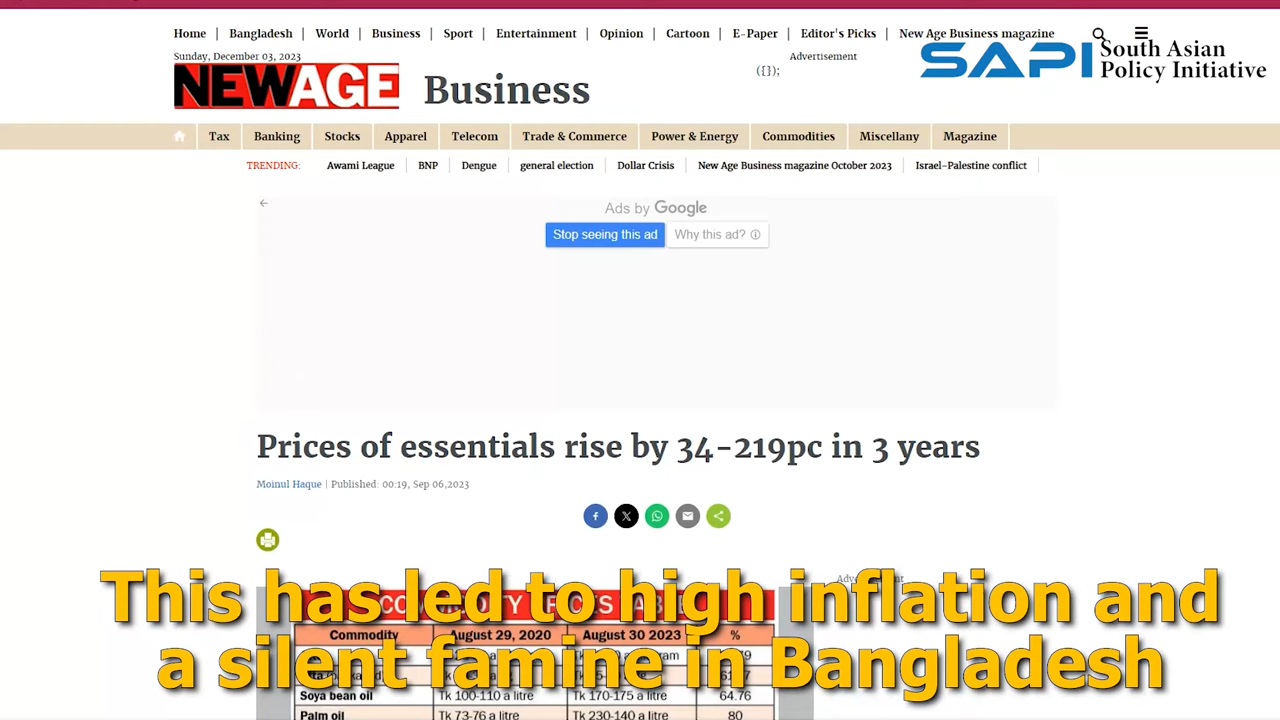 Home | Bangladesh | World | Business | Sport | Entertainment | Opinion | Cartoon | E-Paper | Editor's Picks | New Age Business magazine
Sunday, December 03, 2023
Advertisement
({});
SAPI South Asian
Policy Initiative
NEWAGE Business
Tax Banking Stocks Apparel Telecom Trade & Commerce Power & Energy Commodities Miscellany Magazine
TRENDING: Awami League BNP Dengue general election Dollar Crisis New Age Business magazine October 2023 Israel-Palestine conflict
Ads by Google
Stop seeing this ad Why this ad?
Prices of essentials rise by 34-219pc in 3 years
Moinul Haque | Published: 00:19, Sep 06,2023
This has led to high inflation and
a silent famine in Bangladesh
Commodity August 29, 2020 August 30 2023 %
Soya bean oil Tk 100-110 a litre Tk 170-175 a litre 64.76
Palm oil Tk 73-76 a litre Tk 230-140 a litre 80